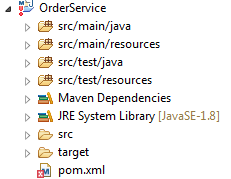 OrderService
src/main/java
src/main/resources
src/test/java
src/test/resources
Maven Dependencies
JRE System Library [JavaSE-1.8]
src
target
pom.xml